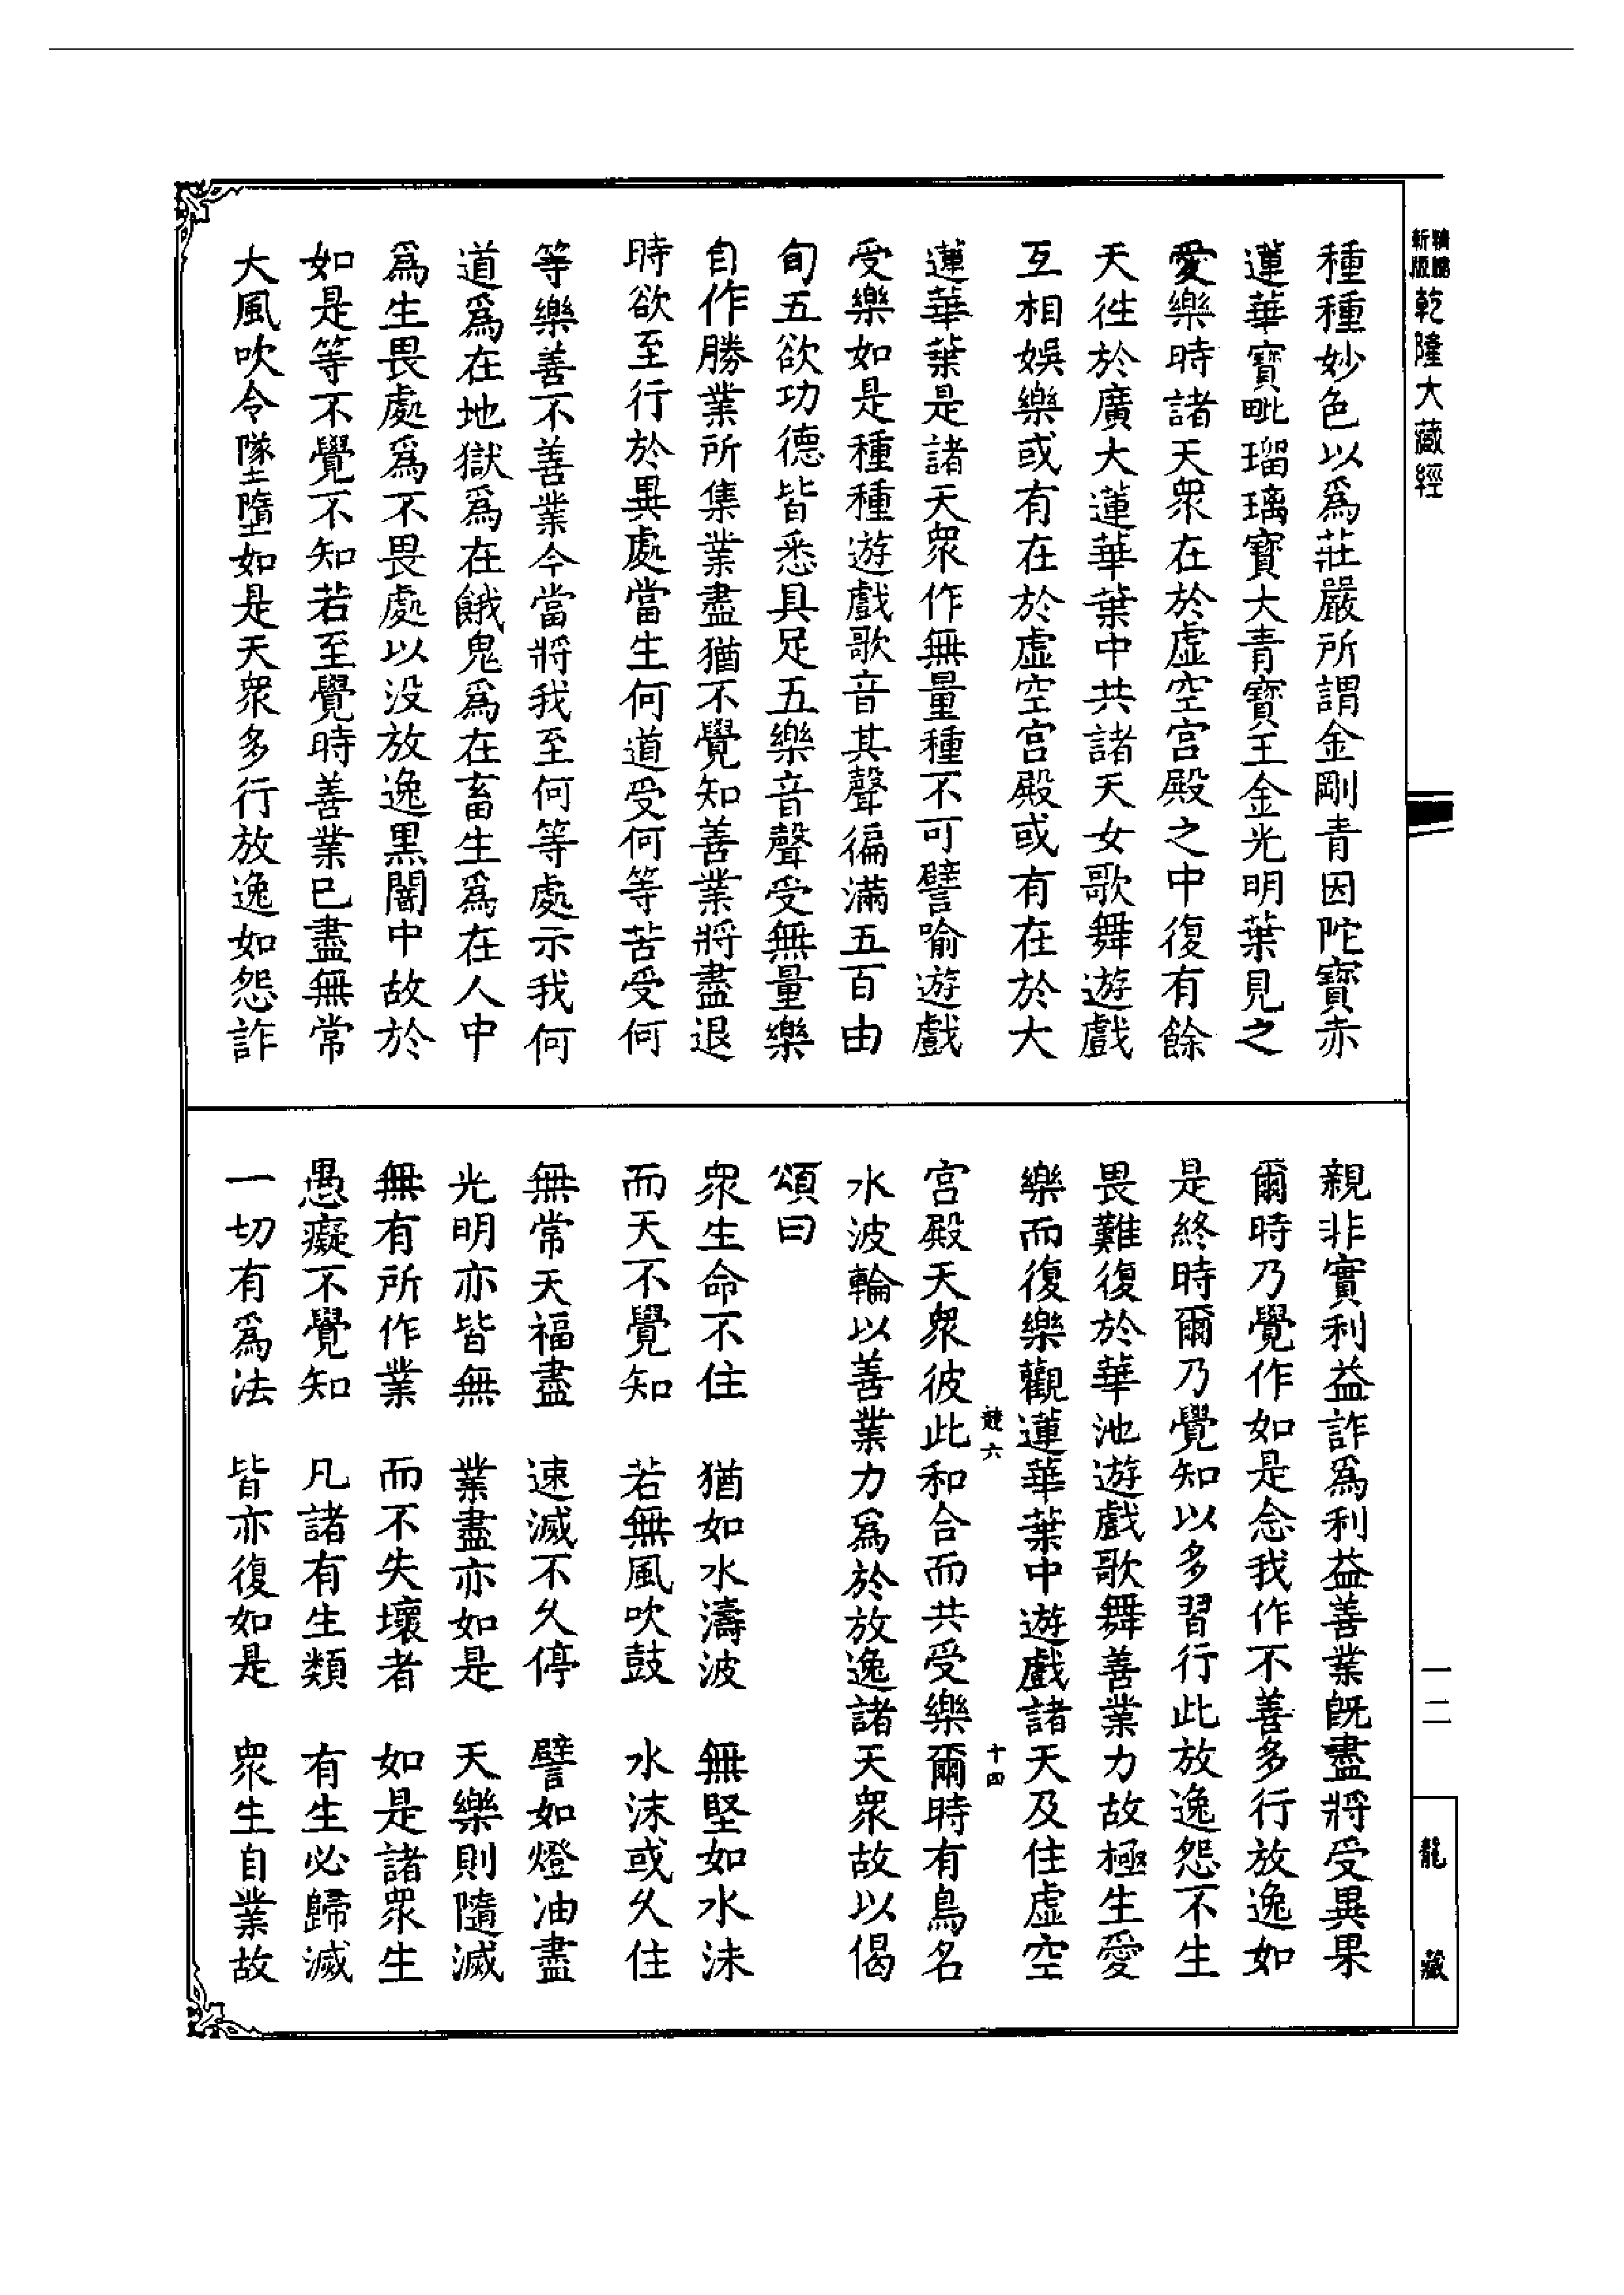 精繕新版乾隆大藏經
種種妙色以爲莊嚴所謂金剛青因陀寶赤
蓮華寶毗瑠璃寶大青寶王金光明葉見之
愛樂時諸天衆在於虛空宮殿之中復有餘
天往於廣大蓮華葉中共諸天女歌舞遊戲
互相娛樂或有在於虛空宮殿或有在於大
蓮華葉是諸天衆作無量種不可譬喻遊戲
受樂如是種種遊戲歌音其聲徧滿五百由
旬五欲功德皆悉具足五樂音聲受無量樂
自作勝業所集業盡猶不覺知善業將盡退
時欲至行於異處當生何道受何等苦受何
等樂善不善業今當將我至何等處示我何
道爲在地獄爲在餓鬼爲在畜生爲在人中
爲生畏處爲不畏處以没放逸黑闇中故於
如是等不覺不知若至覺時善業已盡無常
大風吹令墜墮如是天衆多行放逸如怨詐
親非實利益詐爲利益善業既盡將受異果
爾時乃覺作如是念我作不善多行放逸如
是終時爾乃覺知以多習行此放逸怨不生
畏難復於華池遊戲歌舞善業力故極生愛
樂而復樂觀蓮華葉中遊戲諸天及住虛空
六 十四
宮殿天衆彼此和合而共受樂爾時有鳥名
水波輪以善業力爲於放逸諸天衆故以偈
頌曰
衆生命不住 猶如水濤波 無堅如水沫
而天不覺知 若無風吹鼓 水沫或久住
無常天福盡 速滅不久停 譬如燈油盡
光明亦皆無 業盡亦如是 天樂則隨滅
無有所作業 而不失壞者 如是諸衆生
愚癡不覺知 凡諸有生類 有生必歸滅
一切有爲法 皆亦復如是 衆生自業故
一二
龍藏